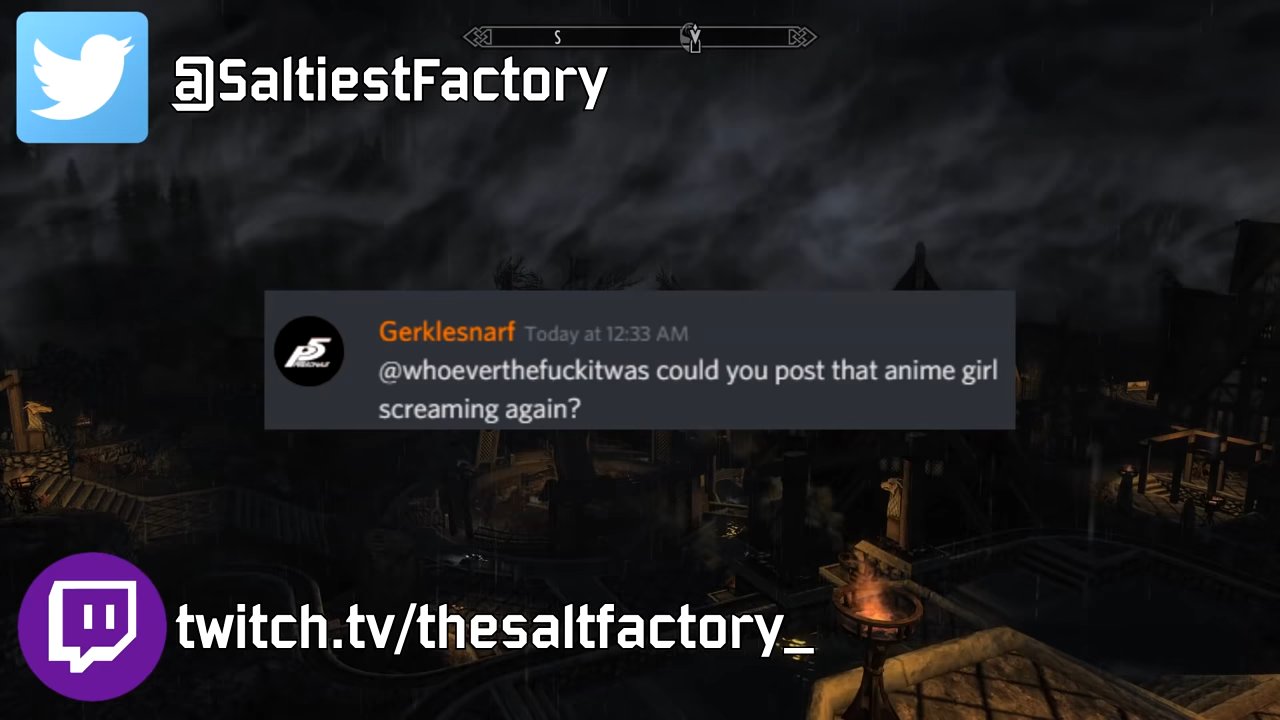 S
@SaltiestFactory
Gerklesnarf Today at 12:33 AM
@whoeverthefuckitwas could you post that anime girl
screaming again?
twitch.tv/thesaltfactory_